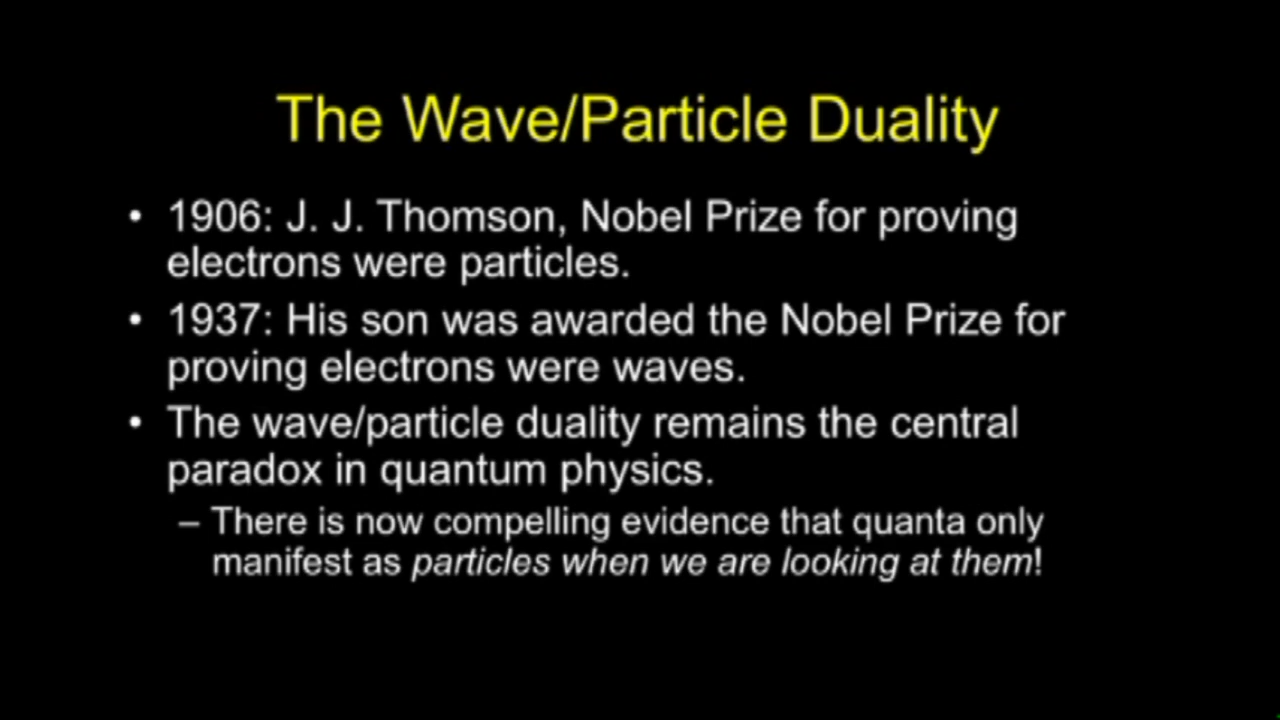 The Wave/Particle Duality
• 1906: J. J. Thomson, Nobel Prize for proving
electrons were particles.
• 1937: His son was awarded the Nobel Prize for
proving electrons were waves.
• The wave/particle duality remains the central
paradox in quantum physics.
– There is now compelling evidence that quanta only
manifest as particles when we are looking at them!